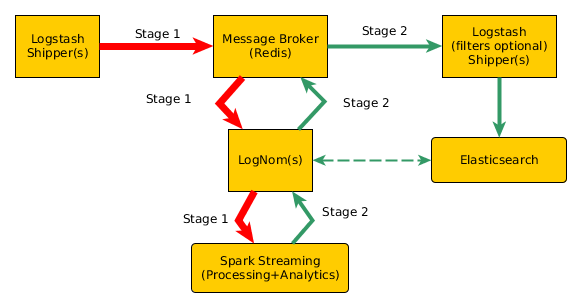 Logstash
Shipper(s)
Stage 1
Message Broker
(Redis)
Stage 2
Logstash
(filters optional)
Shipper(s)
Stage 1
Stage 2
LogNom(s)
Elasticsearch
Stage 1
Stage 2
Spark Streaming
(Processing+Analytics)